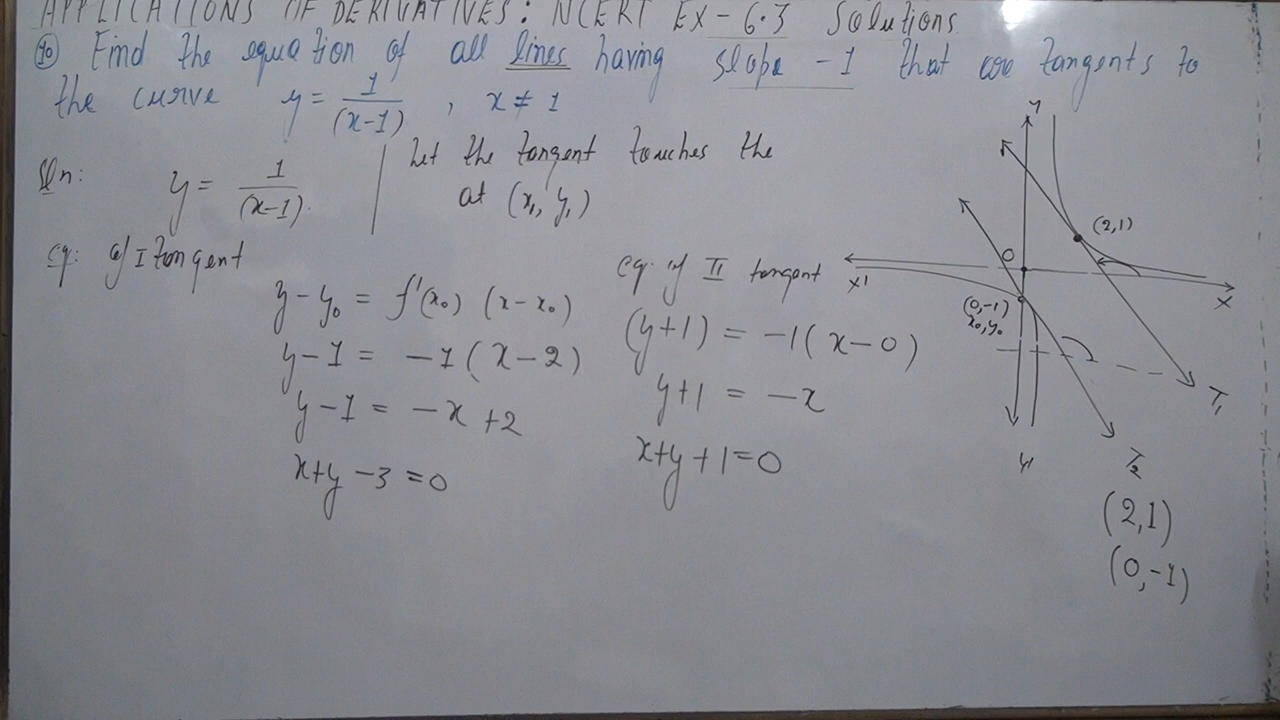 APPLICATIONS OF DERIVATIVES: NCERT EX-6.3 Solutions
10 Find the equation of all lines having slope -1 that are tangents to
the curve y = 1/(x-1) , x ≠ 1
Soln: y = 1/(x-1).
Let the tangent touches the
at (x₁, y₁)
eq: of I tangent
y - y₀ = f'(x₀) (x - x₀)
y - 1 = -1 ( x - 2 )
y - 1 = - x + 2
x+y - 3 = 0
eq. of II tangent
(y+1) = -1( x - 0 )
y+1 = - x
x+y+1=0
Y
(2,1)
O
X'
X
(0,-1)
x₀,y₀
T₁
Y'
T₂
(2,1)
(0,-1)